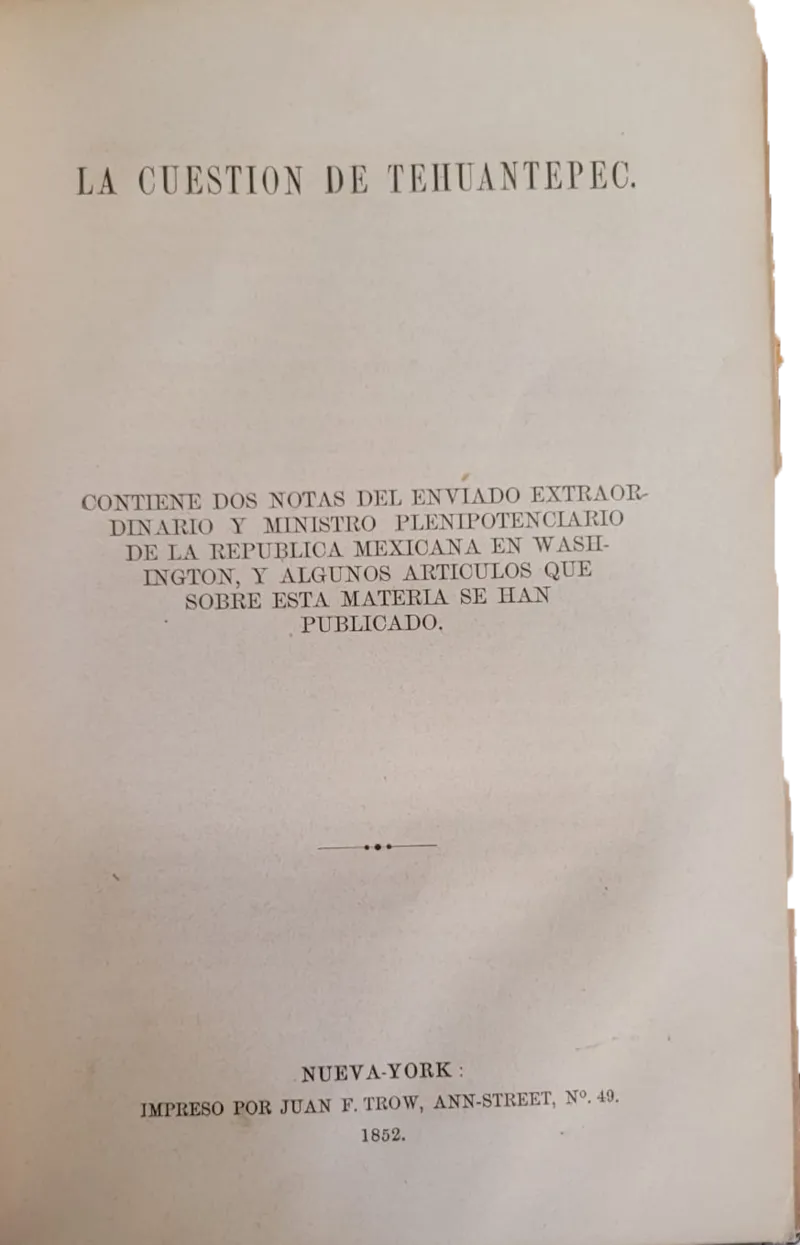 LA CUESTION DE TEHUANTEPEC.
CONTIENE DOS NOTAS DEL ENVIADO EXTRAOR-
DINARIO Y MINISTRO PLENIPOTENCIARIO
DE LA REPUBLICA MEXICANA EN WASH-
INGTON, Y ALGUNOS ARTICULOS QUE
SOBRE ESTA MATERIA SE HAN
PUBLICADO.
NUEVA-YORK:
IMPRESO POR JUAN F. TROW, ANN-STREET, Nº. 49.
1852.